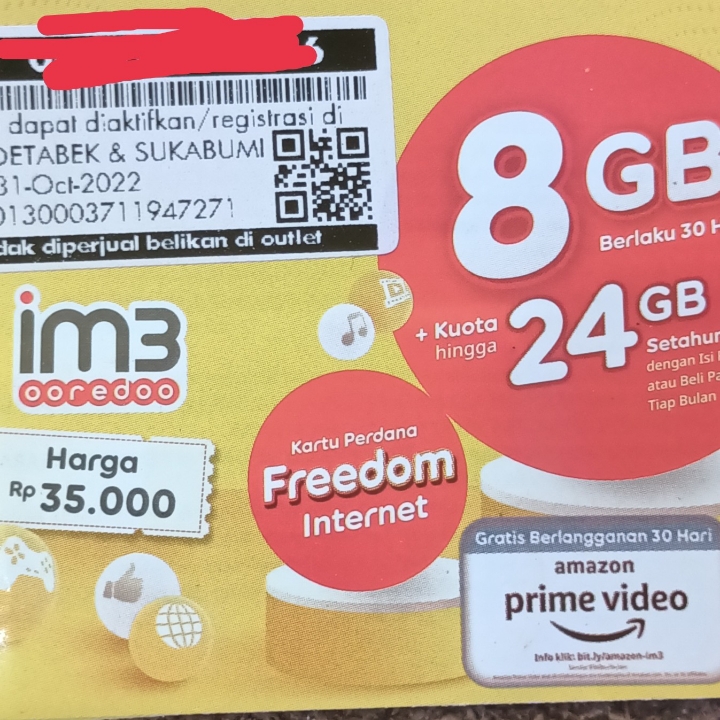 dapat diaktifkan/registrasi di
DETABEK & SUKABUMI
31-Oct-2022
0130003711947271
dak diperjual belikan di outlet
8 GB
Berlaku 30 H
+ Kuota
hingga
24 GB
Setahun
dengan Isi
atau Beli Pa
Tiap Bulan
im3
ooredoo
Harga
Rp 35.000
Kartu Perdana
Freedom
Internet
Gratis Berlangganan 30 Hari
amazon
prime video
Info klik: bit.ly/amazon-im3